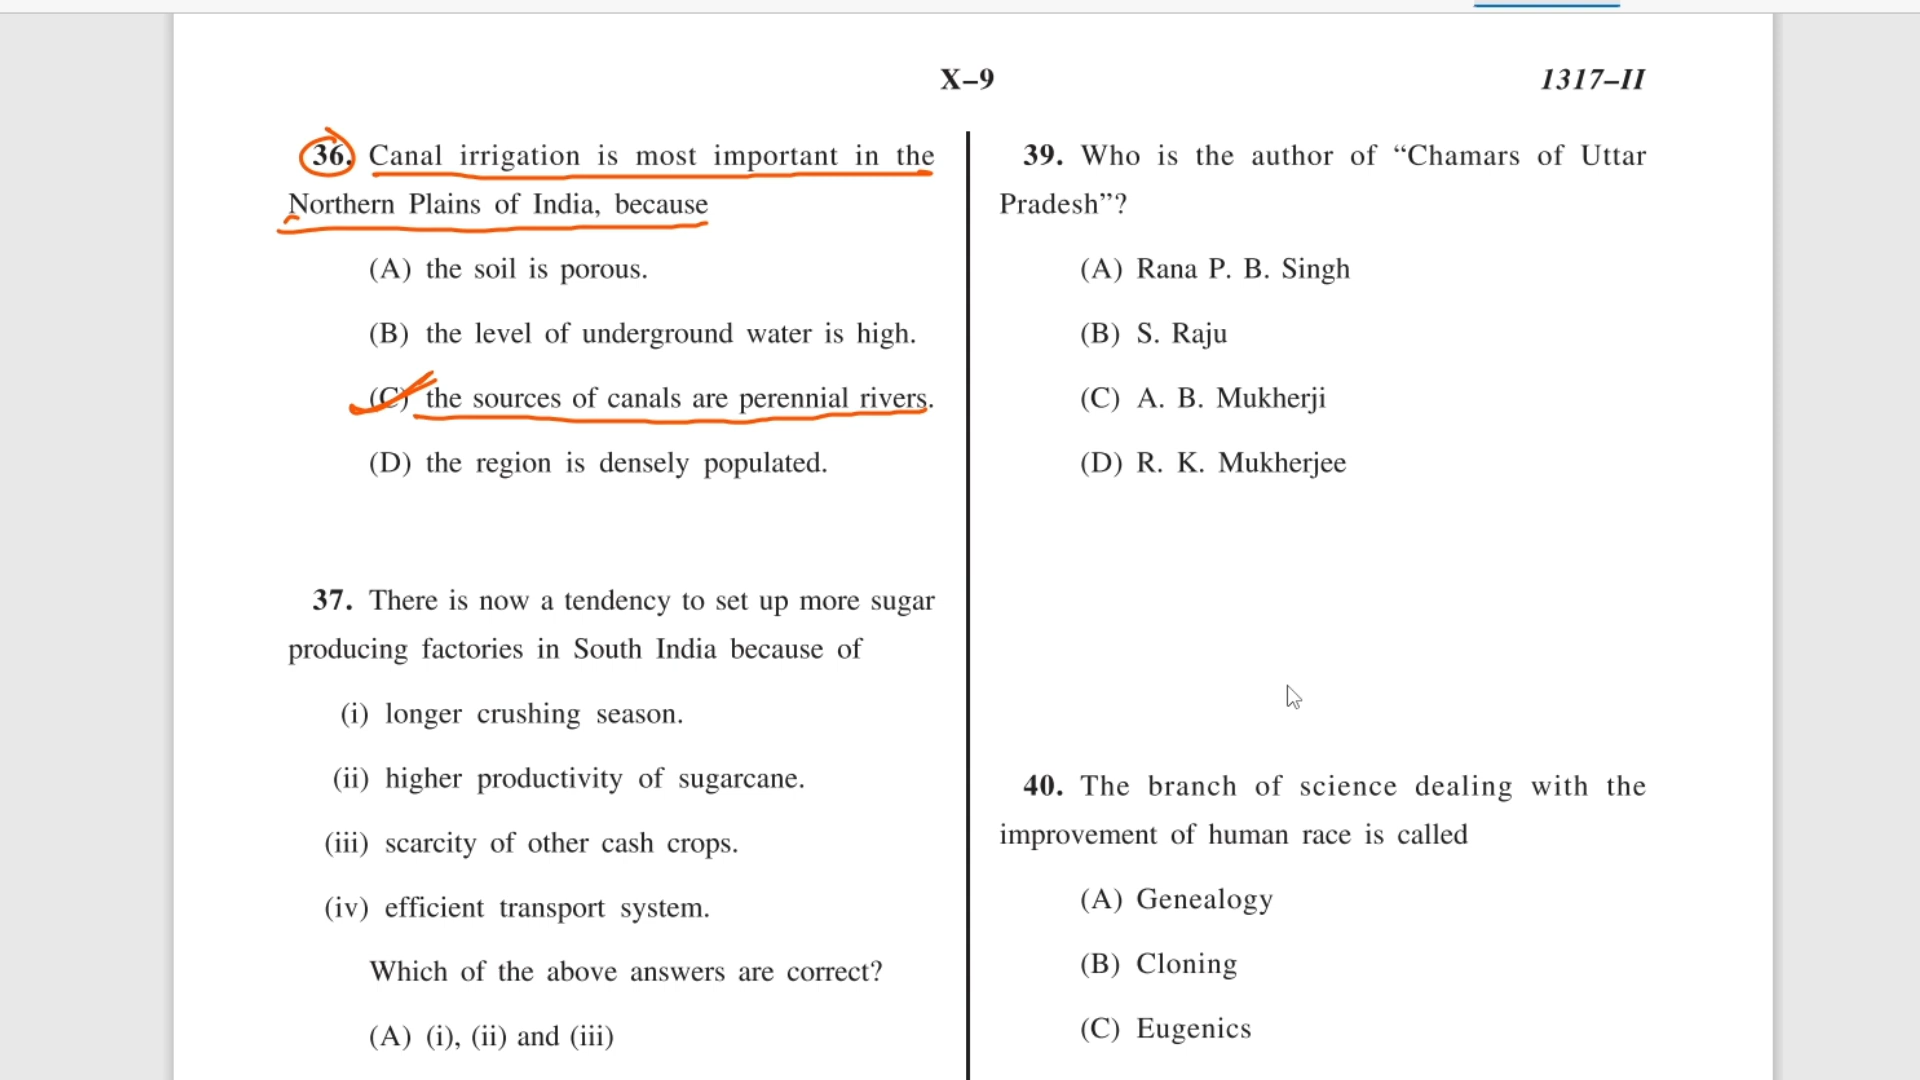 X–9
1317–II
36. Canal irrigation is most important in the
Northern Plains of India, because
(A) the soil is porous.
(B) the level of underground water is high.
(C) the sources of canals are perennial rivers.
(D) the region is densely populated.
37. There is now a tendency to set up more sugar
producing factories in South India because of
(i) longer crushing season.
(ii) higher productivity of sugarcane.
(iii) scarcity of other cash crops.
(iv) efficient transport system.
Which of the above answers are correct?
(A) (i), (ii) and (iii)
39. Who is the author of “Chamars of Uttar
Pradesh”?
(A) Rana P. B. Singh
(B) S. Raju
(C) A. B. Mukherji
(D) R. K. Mukherjee
40. The branch of science dealing with the
improvement of human race is called
(A) Genealogy
(B) Cloning
(C) Eugenics